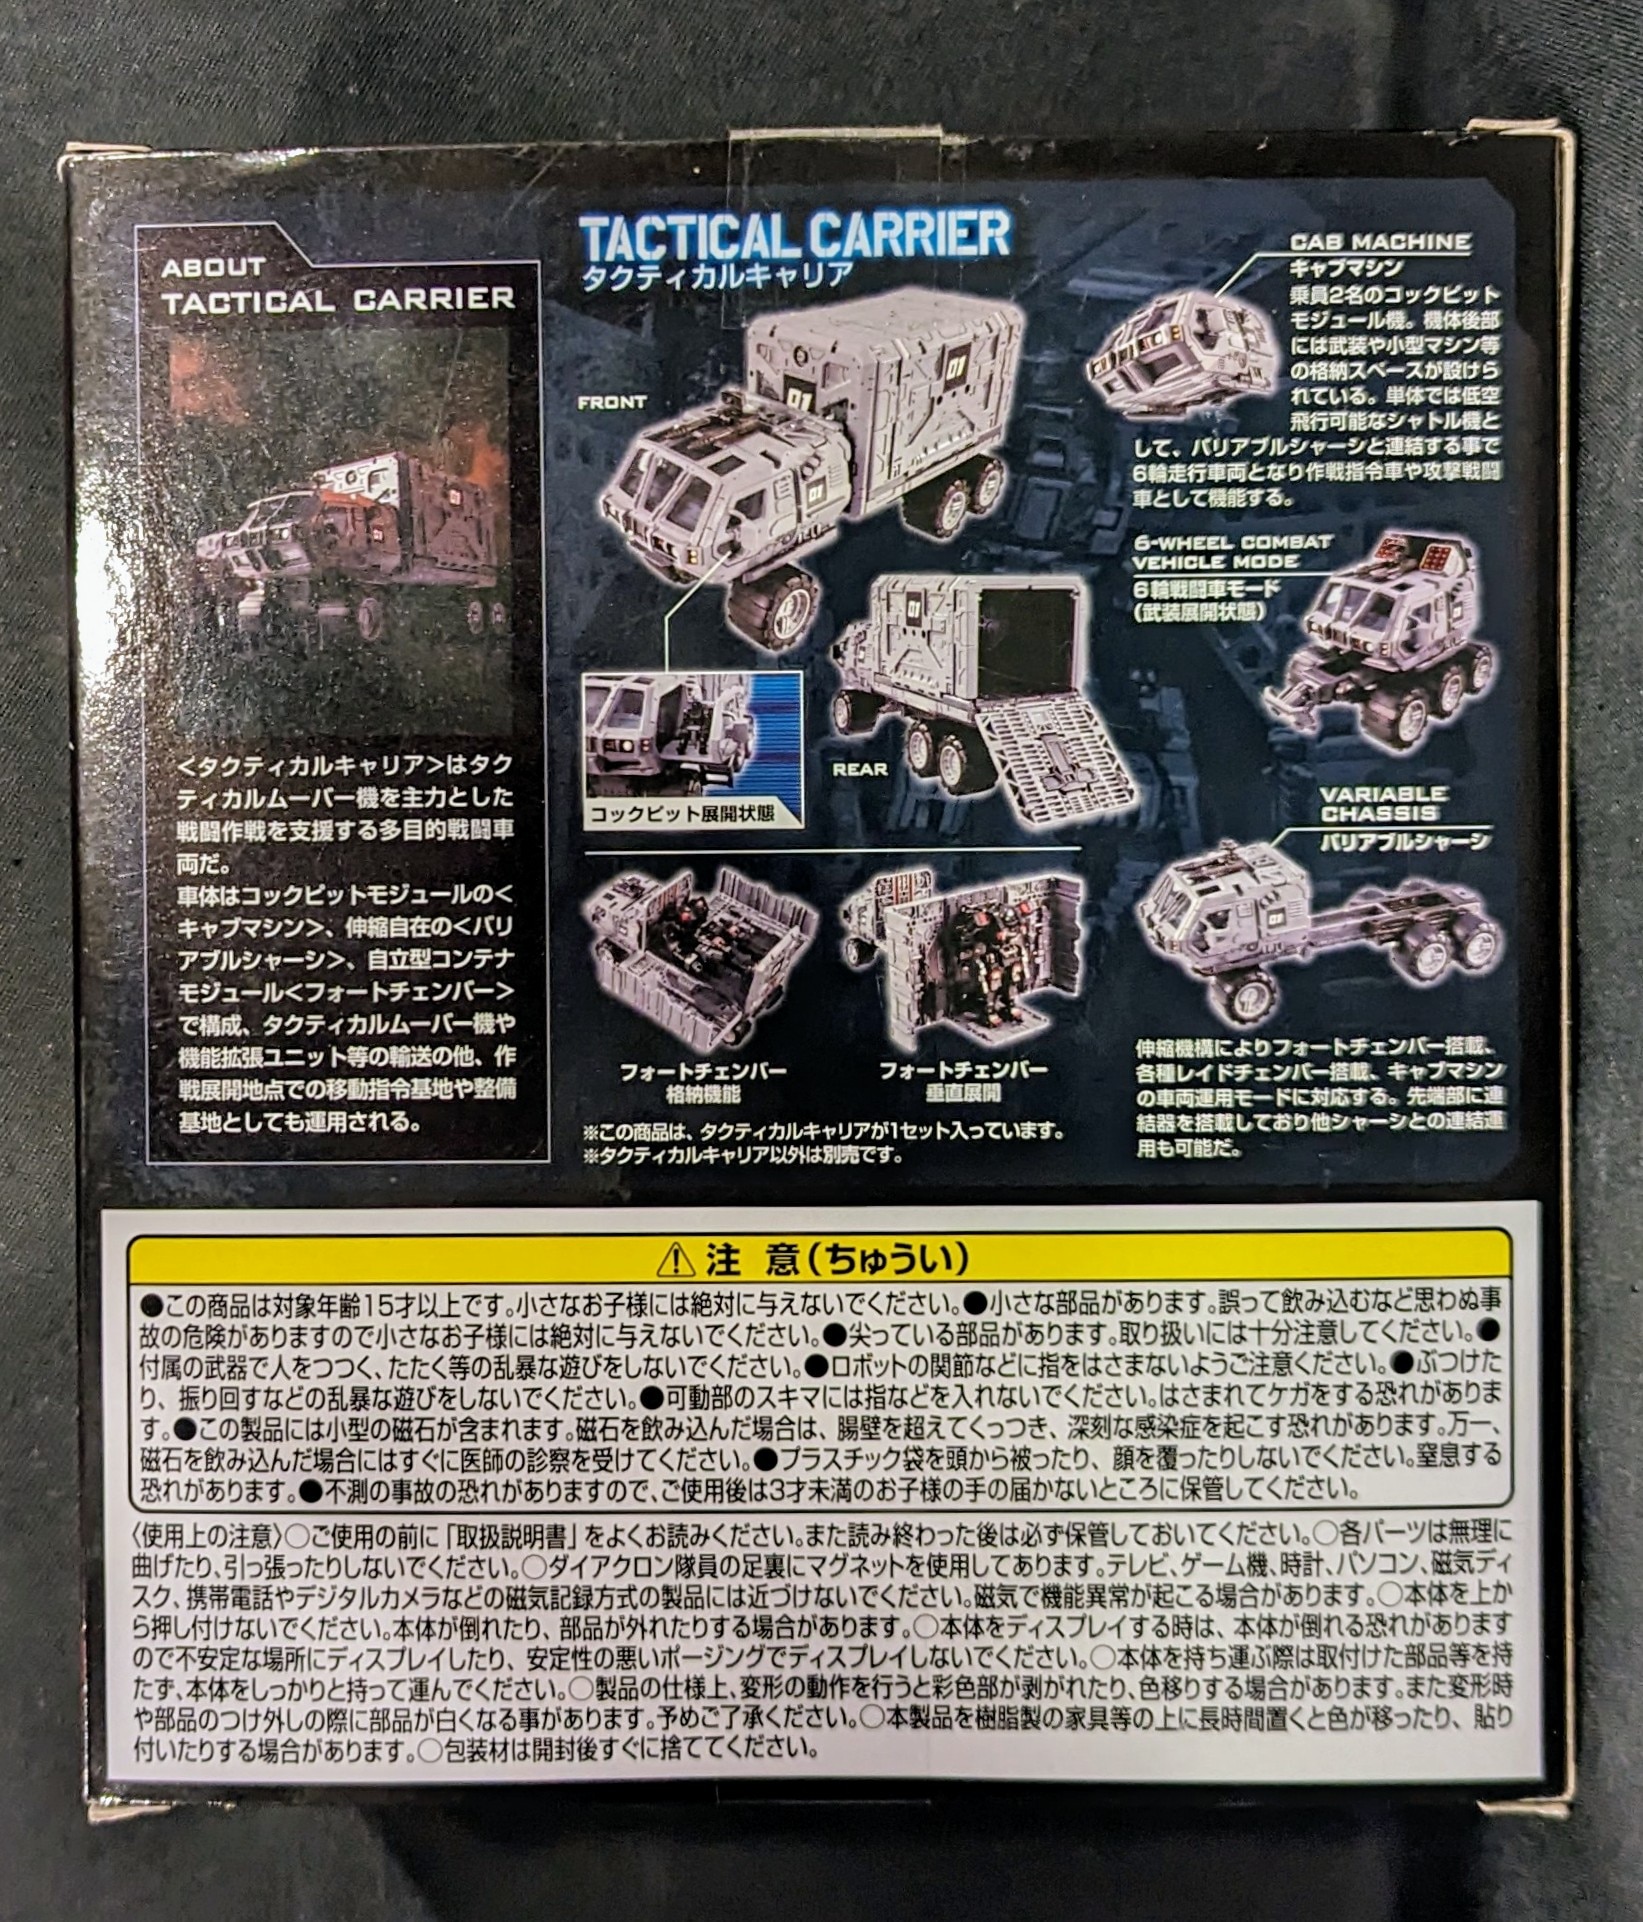 ABOUT
TACTICAL CARRIER
<タクティカルキャリア>はタク
ティカルムーバー機を主力とした
戦闘作戦を支援する多目的戦闘車
両だ。
車体はコックピットモジュールの<
キャブマシン>、伸縮自在の<バリ
アブルシャーシ>、自立型コンテナ
モジュール<フォートチェンバー>
で構成、タクティカルムーバー機や
機能拡張ユニット等の輸送の他、作
戦展開地点での移動指令基地や整備
基地としても運用される。
TACTICAL CARRIER
タクティカルキャリア
FRONT
01
01
01
01
REAR
コックピット展開状態
フォートチェンバー
格納機能
フォートチェンバー
垂直展開
※この商品は、タクティカルキャリアが1セット入っています。
※タクティカルキャリア以外は別売です。
CAB MACHINE
キャブマシン
乗員2名のコックピット
モジュール機。機体後部
には武装や小型マシン等
の格納スペースが設けら
れている。単体では低空
飛行可能なシャトル機と
して、バリアブルシャーシと連結する事で
6輪走行車両となり作戦指令車や攻撃戦闘
車として機能する。
6-WHEEL COMBAT
VEHICLE MODE
6輪戦闘車モード
(武装展開状態)
VARIABLE
CHASSIS
バリアブルシャーシ
伸縮機構によりフォートチェンバー搭載、
各種レイドチェンバー搭載、キャブマシン
の車両運用モードに対応する。先端部に連
結器を搭載しており他シャーシとの連結運
用も可能だ。
⚠注 意(ちゅうい)
●この商品は対象年齢15才以上です。小さなお子様には絶対に与えないでください。●小さな部品があります。誤って飲み込むなど思わぬ事
故の危険がありますので小さなお子様には絶対に与えないでください。●尖っている部品があります。取り扱いには十分注意してください。●
付属の武器で人をつつく、たたく等の乱暴な遊びをしないでください。●ロボットの関節などに指をはさまないようご注意ください。●ぶつけた
り、振り回すなどの乱暴な遊びをしないでください。●可動部のスキマには指などを入れないでください。はさまれてケガをする恐れがありま
す。●この製品には小型の磁石が含まれます。磁石を飲み込んだ場合は、腸壁を超えてくっつき、深刻な感染症を起こす恐れがあります。万一、
磁石を飲み込んだ場合にはすぐに医師の診察を受けてください。●プラスチック袋を頭から被ったり、顔を覆ったりしないでください。窒息する
恐れがあります。●不測の事故の恐れがありますので、ご使用後は3才未満のお子様の手の届かないところに保管してください。
〈使用上の注意〉○ご使用の前に「取扱説明書」をよくお読みください。また読み終わった後は必ず保管しておいてください。○各パーツは無理に
曲げたり、引っ張ったりしないでください。○ダイアクロン隊員の足裏にマグネットを使用してあります。テレビ、ゲーム機、時計、パソコン、磁気ディ
スク、携帯電話やデジタルカメラなどの磁気記録方式の製品には近づけないでください。磁気で機能異常が起こる場合があります。○本体を上か
ら押し付けないでください。本体が倒れたり、部品が外れたりする場合があります。○本体をディスプレイする時は、本体が倒れる恐れがあります
ので不安定な場所にディスプレイしたり、安定性の悪いポージングでディスプレイしないでください。○本体を持ち運ぶ際は取付けた部品等を持
たず、本体をしっかりと持って運んでください。○製品の仕様上、変形の動作を行うと彩色部が剥がれたり、色移りする場合があります。また変形時
や部品のつけ外しの際に部品が白くなる事があります。予めご了承ください。○本製品を樹脂製の家具等の上に長時間置くと色が移ったり、貼り
付いたりする場合があります。○包装材は開封後すぐに捨ててください。